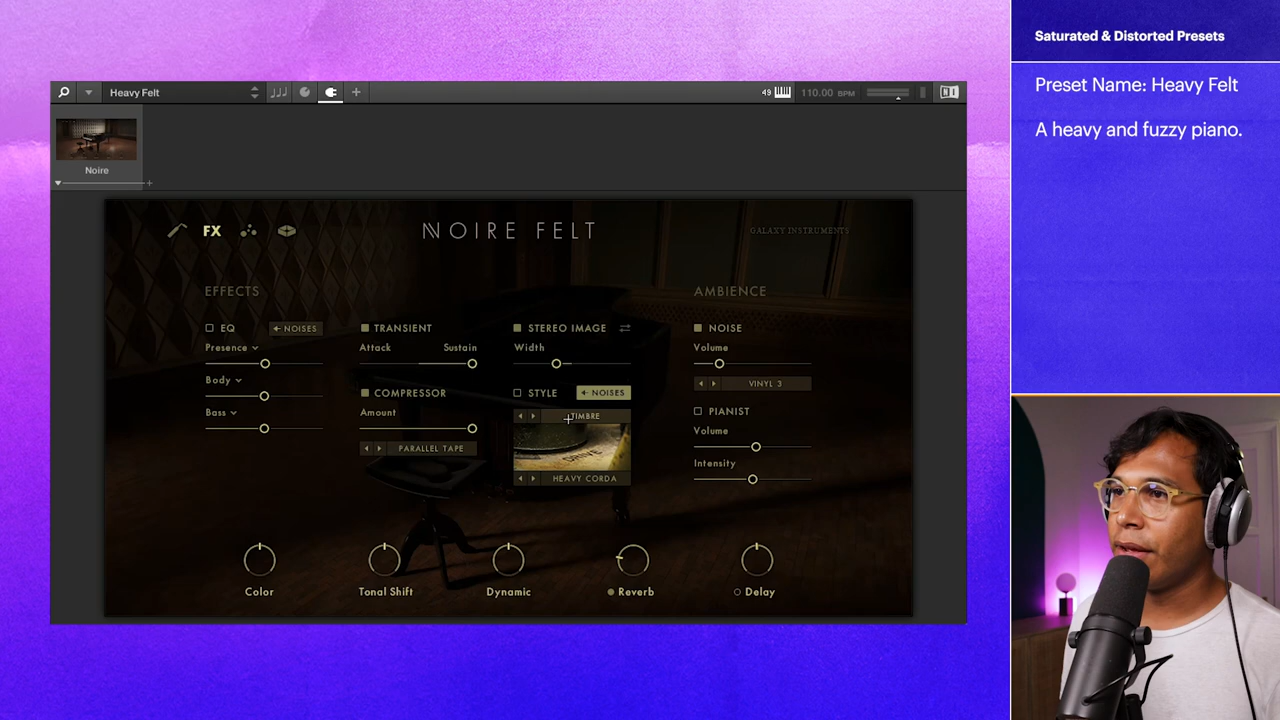 Saturated & Distorted Presets
Preset Name: Heavy Felt
A heavy and fuzzy piano.
Heavy Felt
49
110.00 BPM
Noire
FX
NOIRE FELT
GALAXY INSTRUMENTS
EFFECTS
AMBIENCE
EQ
NOISES
TRANSIENT
STEREO IMAGE
NOISE
Presence
Attack
Sustain
Width
Volume
Body
COMPRESSOR
STYLE
NOISES
VINYL 3
Bass
Amount
TIMBRE
PIANIST
Volume
PARALLEL TAPE
DRIVE
Intensity
HEAVY CORDA
Color
Tonal Shift
Dynamic
Reverb
Delay